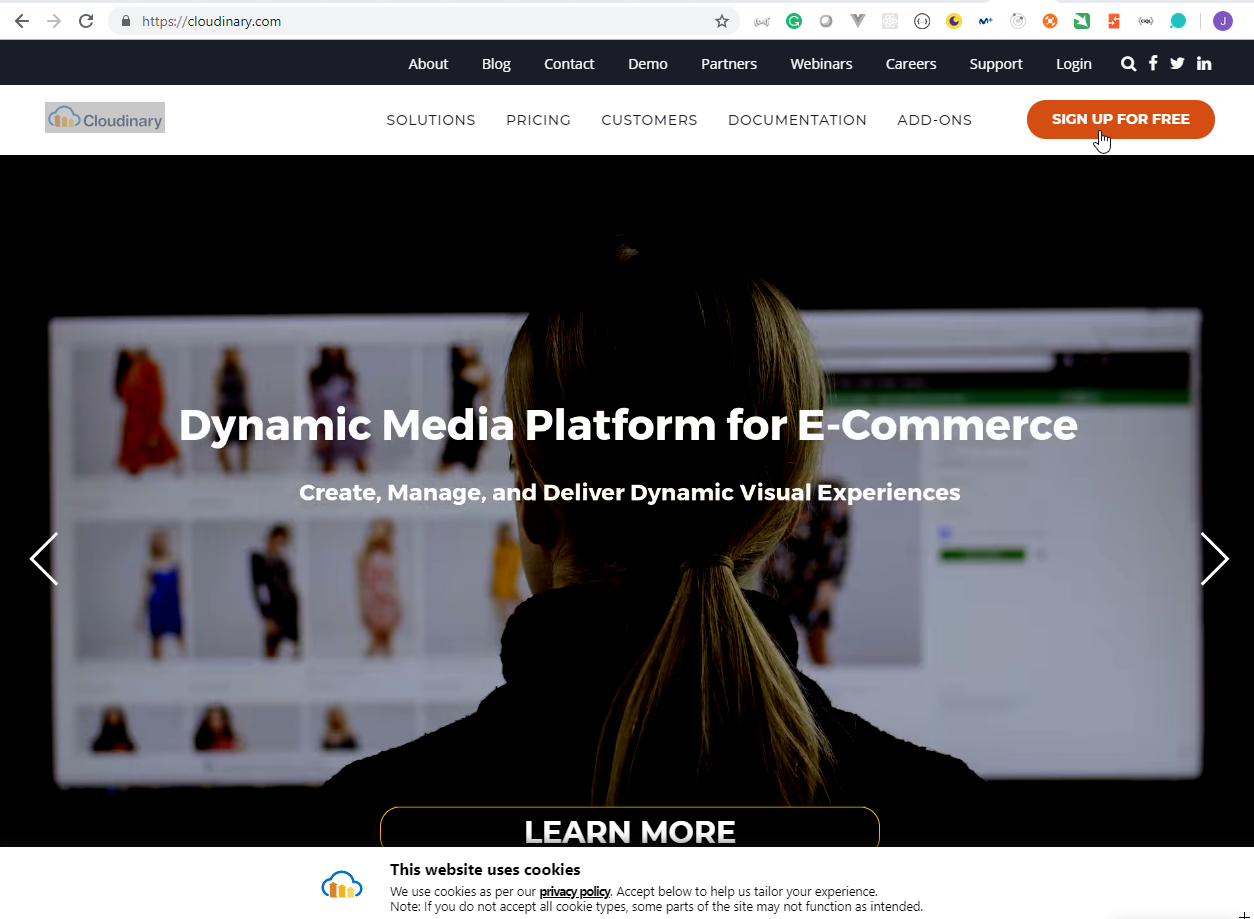 https://cloudinary.com
J
About Blog Contact Demo Partners Webinars Careers Support Login
Cloudinary
SOLUTIONS PRICING CUSTOMERS DOCUMENTATION ADD-ONS
SIGN UP FOR FREE
Dynamic Media Platform for E-Commerce
Create, Manage, and Deliver Dynamic Visual Experiences
LEARN MORE
This website uses cookies
We use cookies as per our privacy policy. Accept below to help us tailor your experience.
Note: If you do not accept all cookie types, some parts of the site may not function as intended.